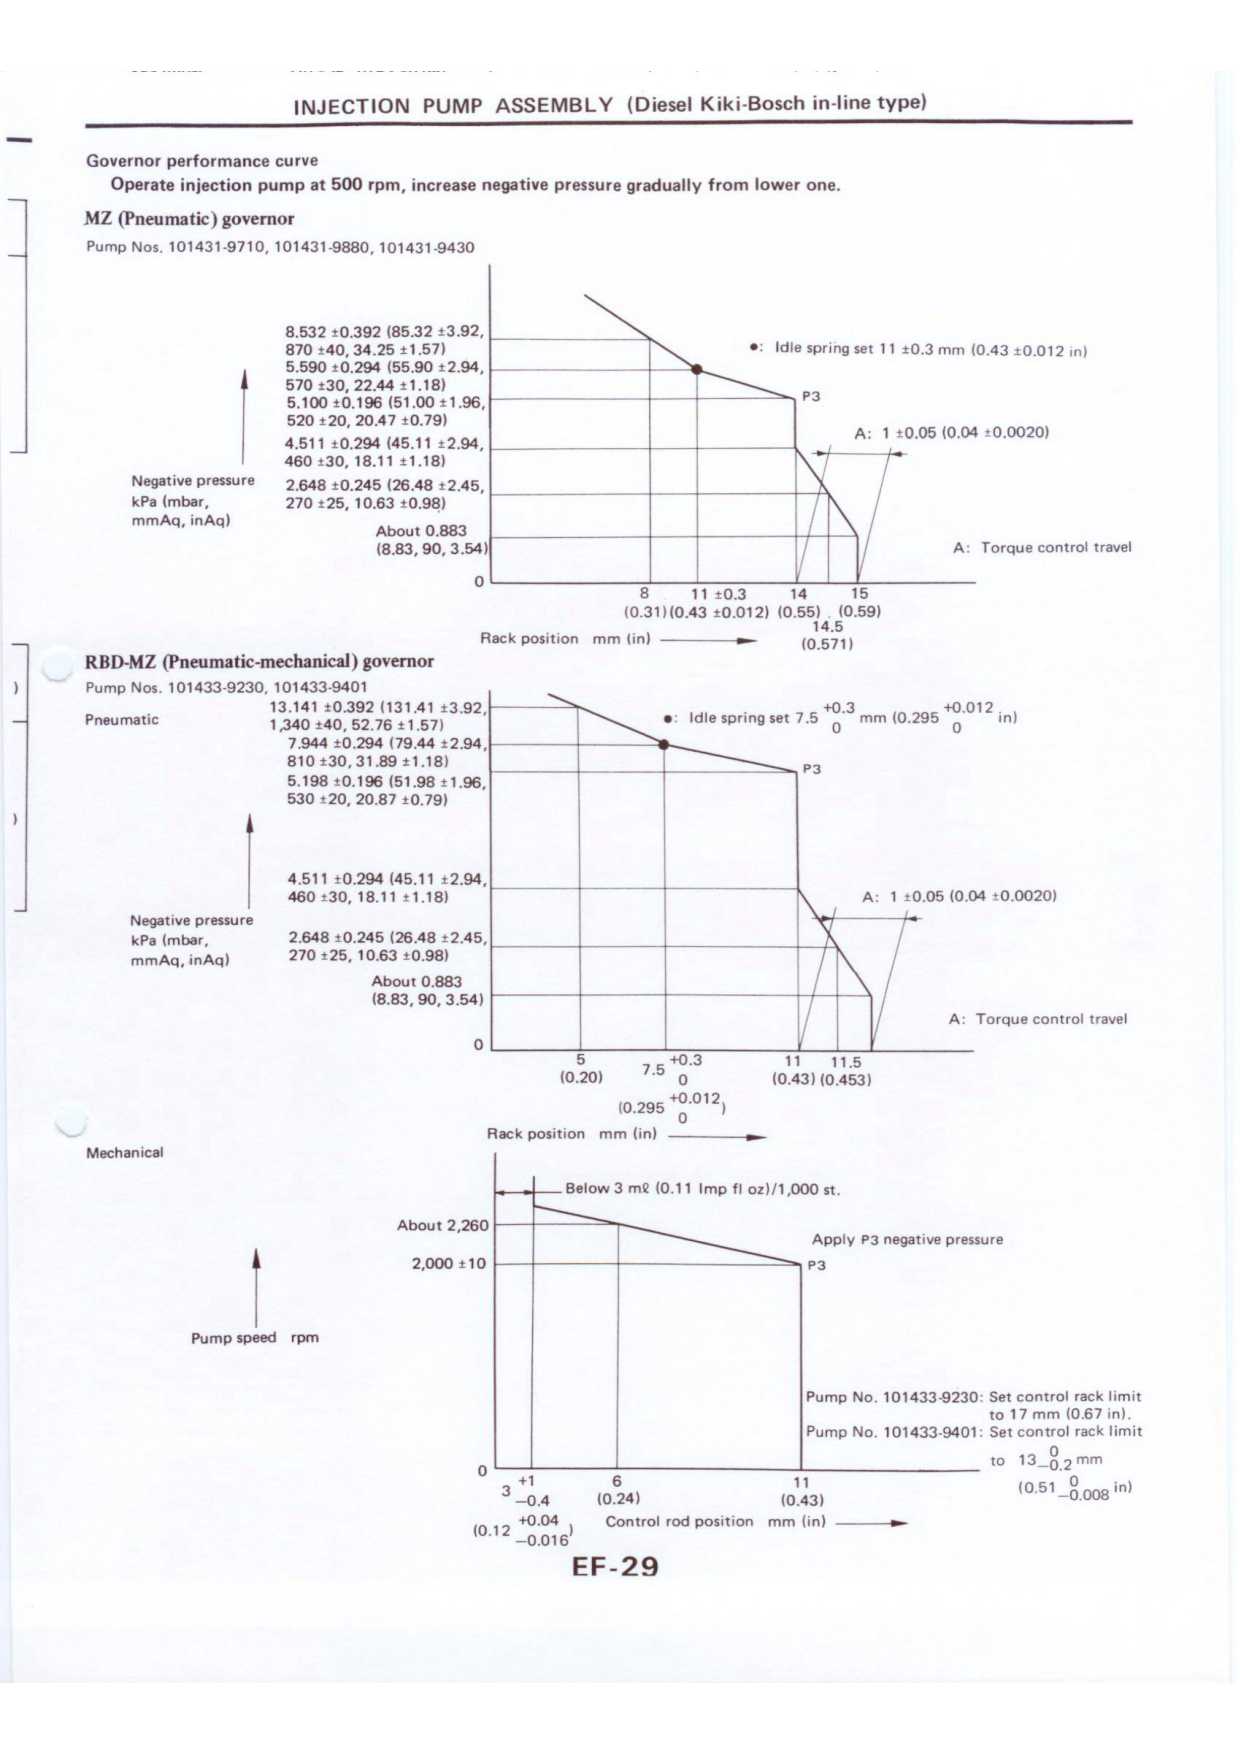 INJECTION PUMP ASSEMBLY (Diesel Kiki-Bosch in-line type)
Governor performance curve
Operate injection pump at 500 rpm, increase negative pressure gradually from lower one.
MZ (Pneumatic) governor
Pump Nos. 101431-9710, 101431-9880, 101431-9430
8.532 ±0.392 (85.32 ±3.92,
870 ±40, 34.25 ±1.57)
5.590 ±0.294 (55.90 ±2.94,
570 ±30, 22.44 ±1.18)
5.100 ±0.196 (51.00 ±1.96,
520 ±20, 20.47 ±0.79)
4.511 ±0.294 (45.11 ±2.94,
460 ±30, 18.11 ±1.18)
2.648 ±0.245 (26.48 ±2.45,
270 ±25, 10.63 ±0.98)
About 0.883
(8.83, 90, 3.54)
0
Negative pressure
kPa (mbar,
mmAq, inAq)
●: Idle spring set 11 ±0.3 mm (0.43 ±0.012 in)
P3
A: 1 ±0.05 (0.04 ±0.0020)
A: Torque control travel
8 11 ±0.3 14 15
(0.31) (0.43 ±0.012) (0.55) (0.59)
14.5
(0.571)
Rack position mm (in)
RBD-MZ (Pneumatic-mechanical) governor
Pump Nos. 101433-9230, 101433-9401
Pneumatic
13.141 ±0.392 (131.41 ±3.92,
1,340 ±40, 52.76 ±1.57)
7.944 ±0.294 (79.44 ±2.94,
810 ±30, 31.89 ±1.18)
5.198 ±0.196 (51.98 ±1.96,
530 ±20, 20.87 ±0.79)
4.511 ±0.294 (45.11 ±2.94,
460 ±30, 18.11 ±1.18)
2.648 ±0.245 (26.48 ±2.45,
270 ±25, 10.63 ±0.98)
About 0.883
(8.83, 90, 3.54)
0
Negative pressure
kPa (mbar,
mmAq, inAq)
●: Idle spring set 7.5 +0.3 0 mm (0.295 +0.012 0 in)
P3
A: 1 ±0.05 (0.04 ±0.0020)
A: Torque control travel
5 7.5 +0.3 0 11 11.5
(0.20) (0.295 +0.012 0) (0.43) (0.453)
Rack position mm (in)
Mechanical
Below 3 mℓ (0.11 Imp fl oz)/1,000 st.
About 2,260
2,000 ±10
Apply P3 negative pressure
P3
Pump speed rpm
Pump No. 101433-9230: Set control rack limit
to 17 mm (0.67 in).
Pump No. 101433-9401: Set control rack limit
to 13 0 −0.2 mm
(0.51 0 −0.008 in)
0
3 +1 −0.4 6 11
(0.12 +0.04 −0.016) (0.24) (0.43)
Control rod position mm (in)
EF-29